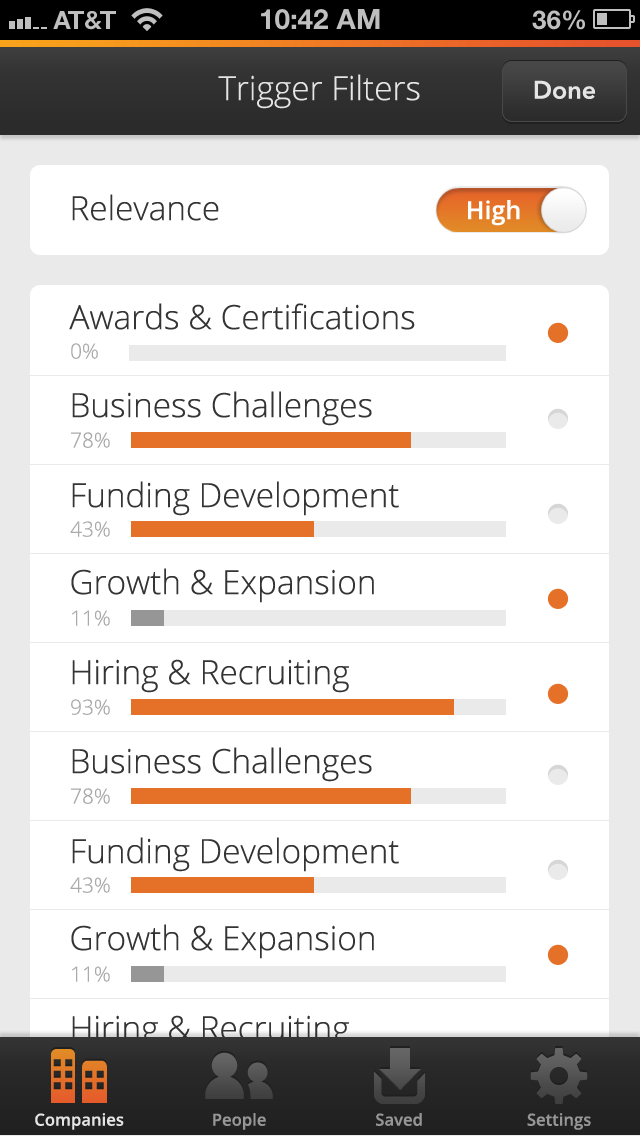 AT&T 10:42 AM 36%
Trigger Filters Done
Relevance High
Awards & Certifications
0%
Business Challenges
78%
Funding Development
43%
Growth & Expansion
11%
Hiring & Recruiting
93%
Business Challenges
78%
Funding Development
43%
Growth & Expansion
11%
Hiring & Recruiting
Companies People Saved Settings